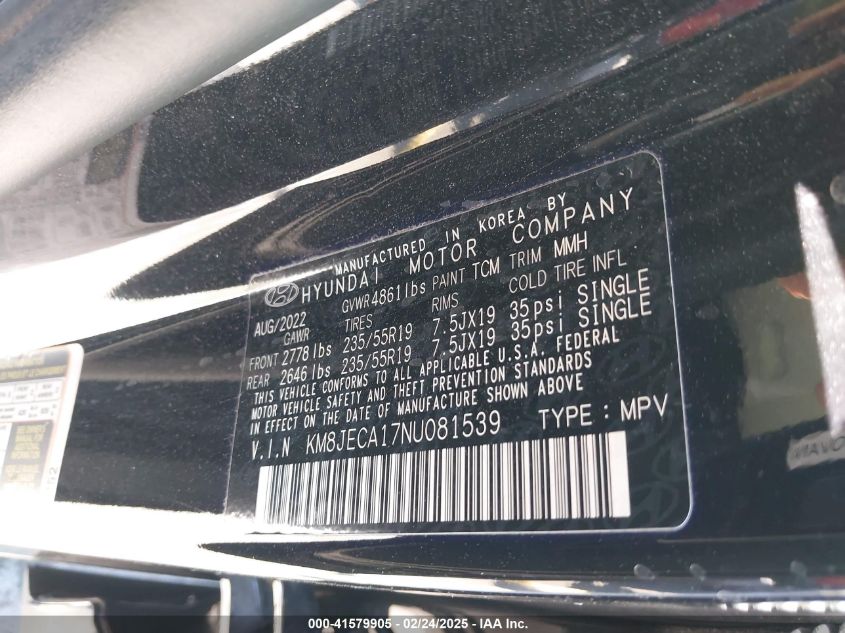 MANUFACTURED IN KOREA BY
HYUNDAI MOTOR COMPANY
AUG/2022 GVWR 4861 lbs PAINT TCM TRIM MMH
GAWR TIRES RIMS COLD TIRE INFL
FRONT 2778 lbs 235/55R19 7.5JX19 35psi SINGLE
REAR 2646 lbs 235/55R19 7.5JX19 35psi SINGLE
THIS VEHICLE CONFORMS TO ALL APPLICABLE U.S.A. FEDERAL
MOTOR VEHICLE SAFETY AND THEFT PREVENTION STANDARDS
IN EFFECT ON THE DATE OF MANUFACTURE SHOWN ABOVE
V.I.N KM8JECA17NU081539 TYPE : MPV
000-41579905 - 02/24/2025 - IAA Inc.